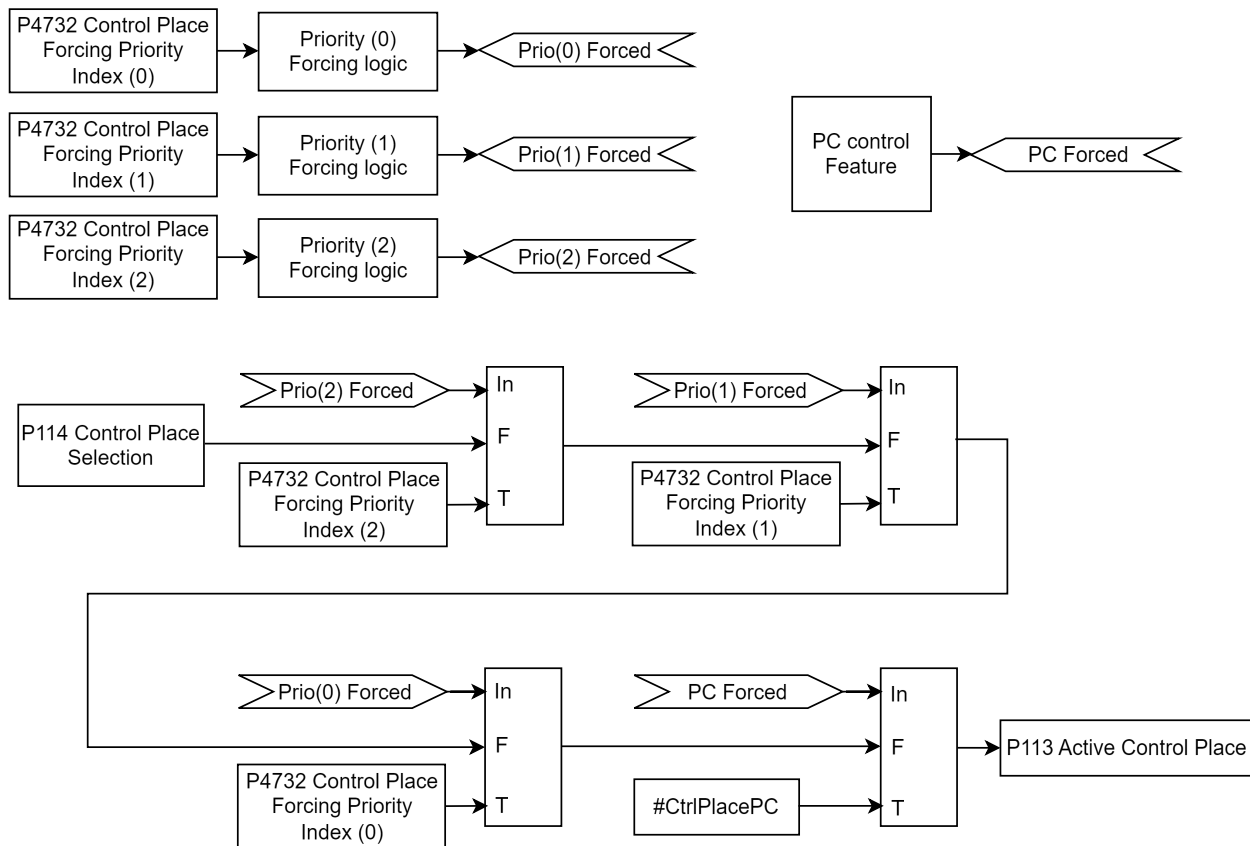 P4732 Control Place
Forcing Priority
Index (0)
Priority (0)
Forcing logic
Prio(0) Forced
P4732 Control Place
Forcing Priority
Index (1)
Priority (1)
Forcing logic
Prio(1) Forced
PC control
Feature
PC Forced
P4732 Control Place
Forcing Priority
Index (2)
Priority (2)
Forcing logic
Prio(2) Forced
P114 Control Place
Selection
Prio(2) Forced
P4732 Control Place
Forcing Priority
Index (2)
In
F
T
Prio(1) Forced
P4732 Control Place
Forcing Priority
Index (1)
In
F
T
Prio(0) Forced
P4732 Control Place
Forcing Priority
Index (0)
In
F
T
PC Forced
#CtrlPlacePC
In
F
T
P113 Active Control Place